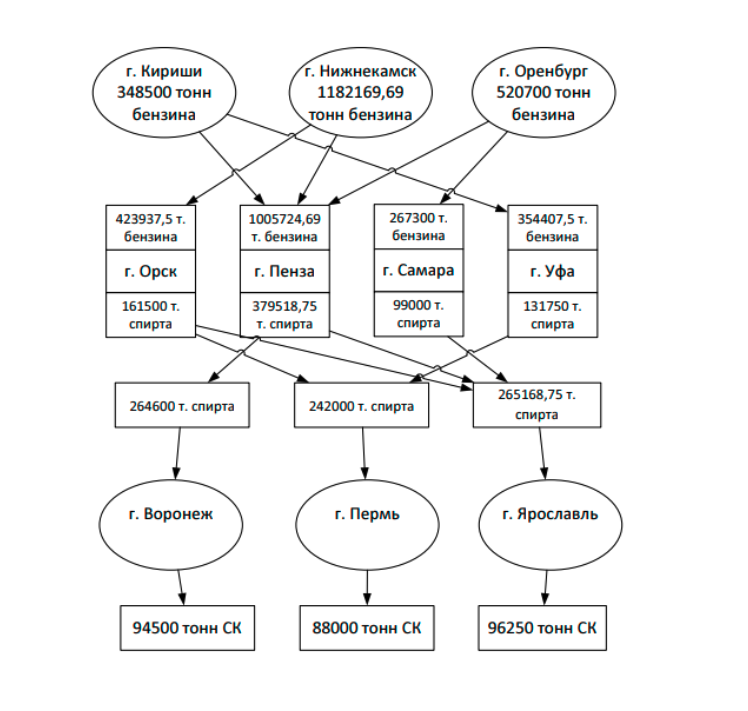 г. Кириши
348500 тонн
бензина
г. Нижнекамск
1182169,69
тонн бензина
г. Оренбург
520700 тонн
бензина
423937,5 т.
бензина
г. Орск
161500 т.
спирта
1005724,69
т. бензина
г. Пенза
379518,75
т. спирта
267300 т.
бензина
г. Самара
99000 т.
спирта
354407,5 т.
бензина
г. Уфа
131750 т.
спирта
264600 т. спирта
242000 т. спирта
265168,75 т.
спирта
г. Воронеж
г. Пермь
г. Ярославль
94500 тонн СК
88000 тонн СК
96250 тонн СК